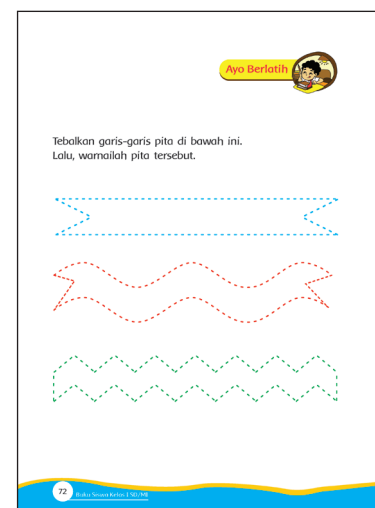 Ayo Berlatih
Tebalkan garis-garis pita di bawah ini.
Lalu, warnailah pita tersebut.
72
Buku Siswa Kelas I SD/MI